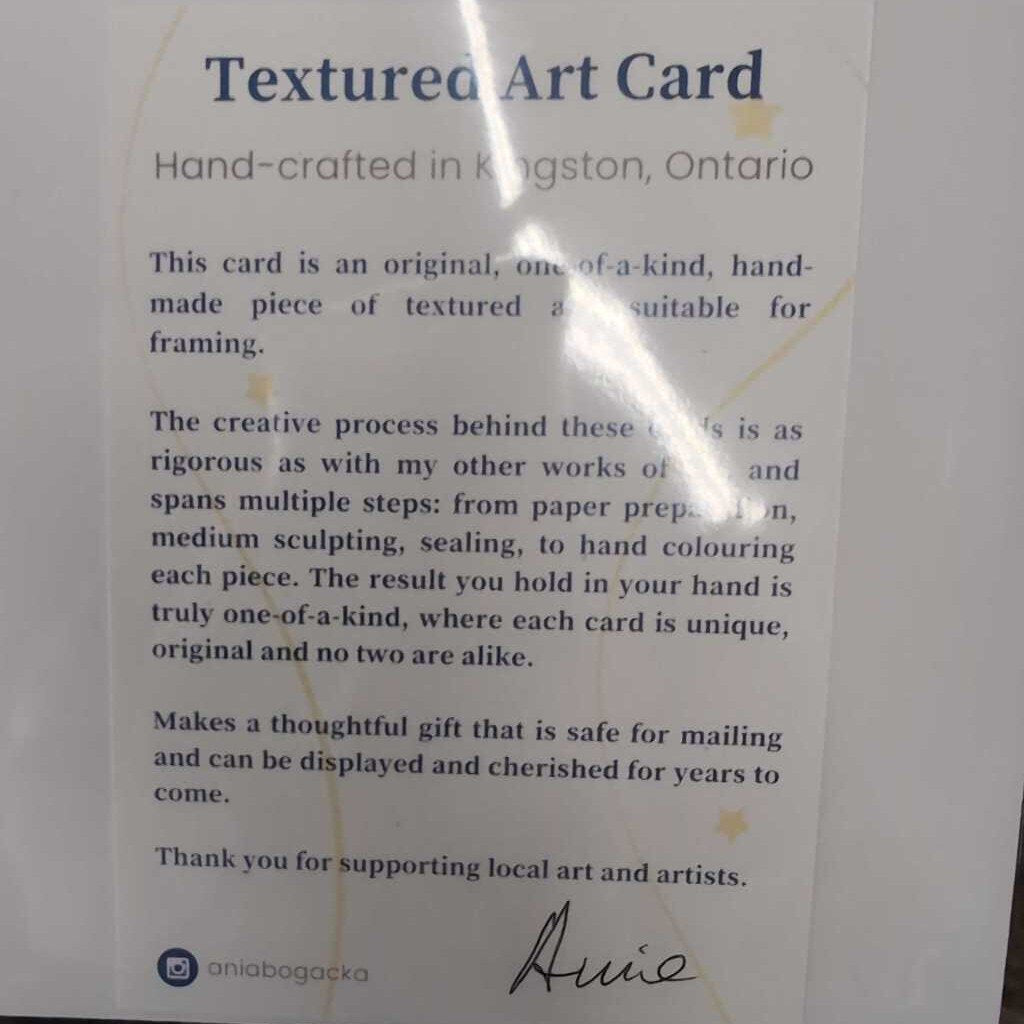 Textured Art Card
Hand-crafted in Kingston, Ontario
This card is an original, one-of-a-kind, hand-
made piece of textured suitable for
framing.
The creative process behind these is as
rigorous as with my other works of and
spans multiple steps: from paper preparation,
medium sculpting, sealing, to hand colouring
each piece. The result you hold in your hand is
truly one-of-a-kind, where each card is unique,
original and no two are alike.
Makes a thoughtful gift that is safe for mailing
and can be displayed and cherished for years to
come.
Thank you for supporting local art and artists.
aniabogacka